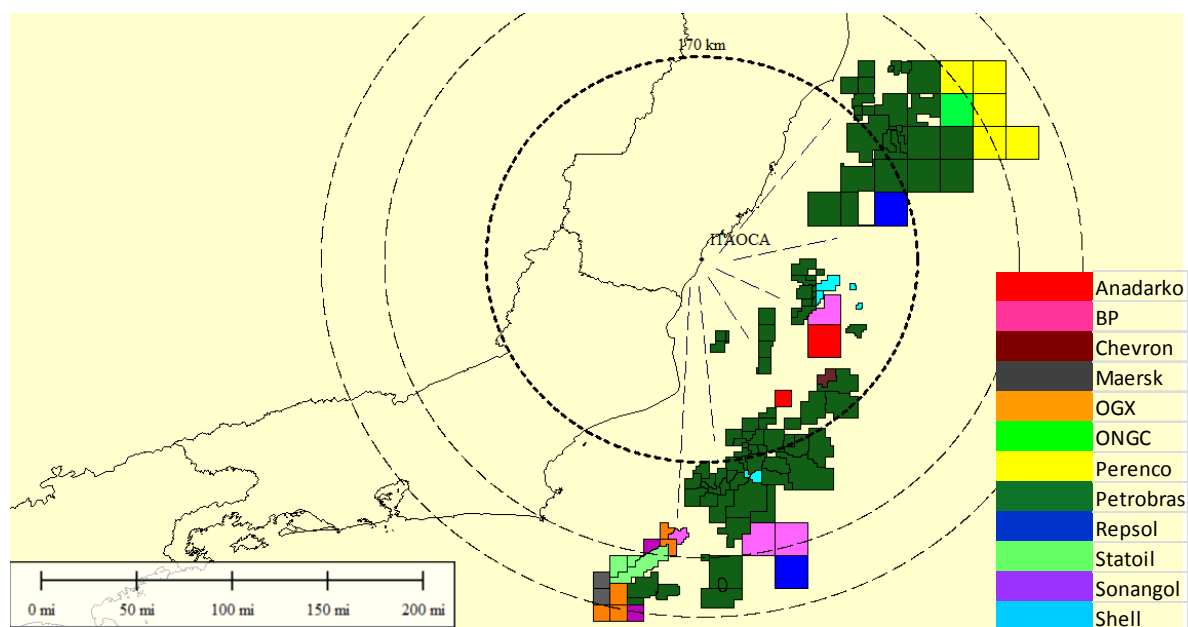 170 km
ITAOCA
Anadarko
BP
Chevron
Maersk
OGX
ONGC
Perenco
Petrobras
Repsol
Statoil
Sonangol
Shell
0 mi 50 mi 100 mi 150 mi 200 mi